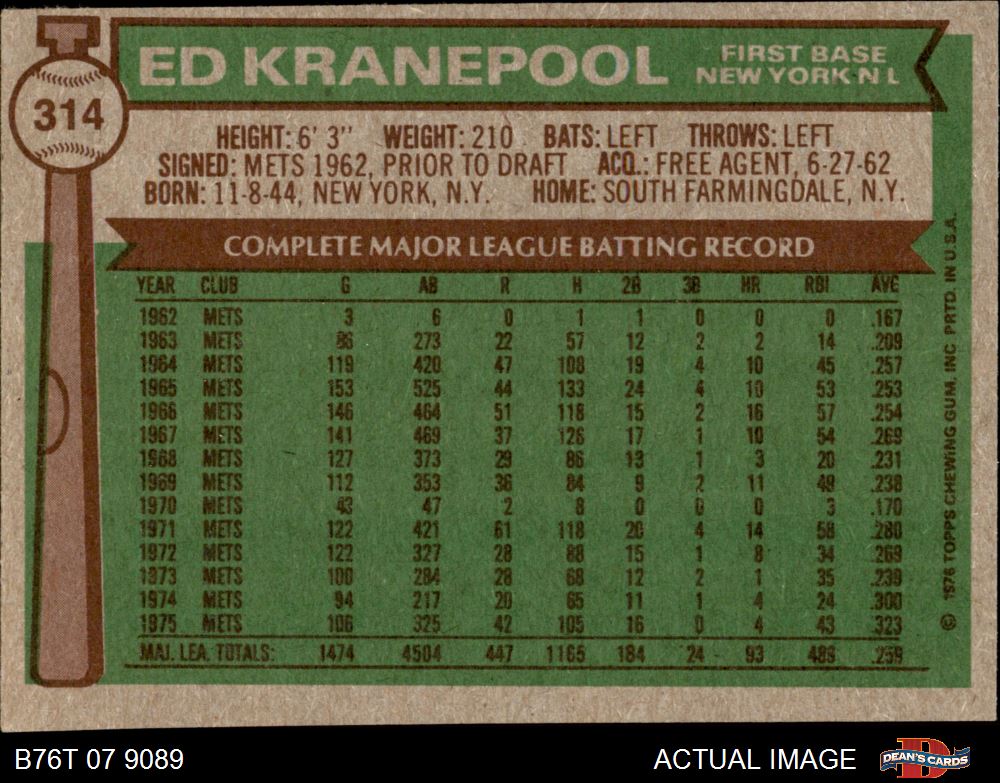 ED KRANEPOOL
FIRST BASE
NEW YORK N L
314
HEIGHT: 6' 3" WEIGHT: 210 BATS: LEFT THROWS: LEFT
SIGNED: METS 1962, PRIOR TO DRAFT ACQ.: FREE AGENT, 6-27-62
BORN: 11-8-44, NEW YORK, N.Y. HOME: SOUTH FARMINGDALE, N.Y.
COMPLETE MAJOR LEAGUE BATTING RECORD
YEAR CLUB G AB R H 2B 3B HR RBI AVG
1962 METS 3 6 0 1 1 0 0 0 .167
1963 METS 86 273 22 57 12 2 2 14 .209
1964 METS 119 420 47 108 19 4 10 45 .257
1965 METS 153 525 44 133 24 4 10 53 .253
1966 METS 146 464 51 118 15 2 16 57 .254
1967 METS 141 469 37 126 17 1 10 54 .269
1968 METS 127 373 29 86 13 1 3 20 .231
1969 METS 112 353 36 84 9 2 11 49 .238
1970 METS 43 47 2 8 0 0 0 3 .170
1971 METS 122 421 61 118 20 4 14 58 .280
1972 METS 122 327 28 88 15 1 8 34 .269
1973 METS 100 284 28 68 12 2 1 35 .239
1974 METS 94 217 20 65 11 1 4 24 .300
1975 METS 106 325 42 105 16 0 4 43 .323
MAJ. LEA. TOTALS: 1474 4504 447 1165 184 24 93 489 .259
© 1976 TOPPS CHEWING GUM, INC PRTD. IN U.S.A.
B76T 07 9089
ACTUAL IMAGE
DEAN'S CARDS